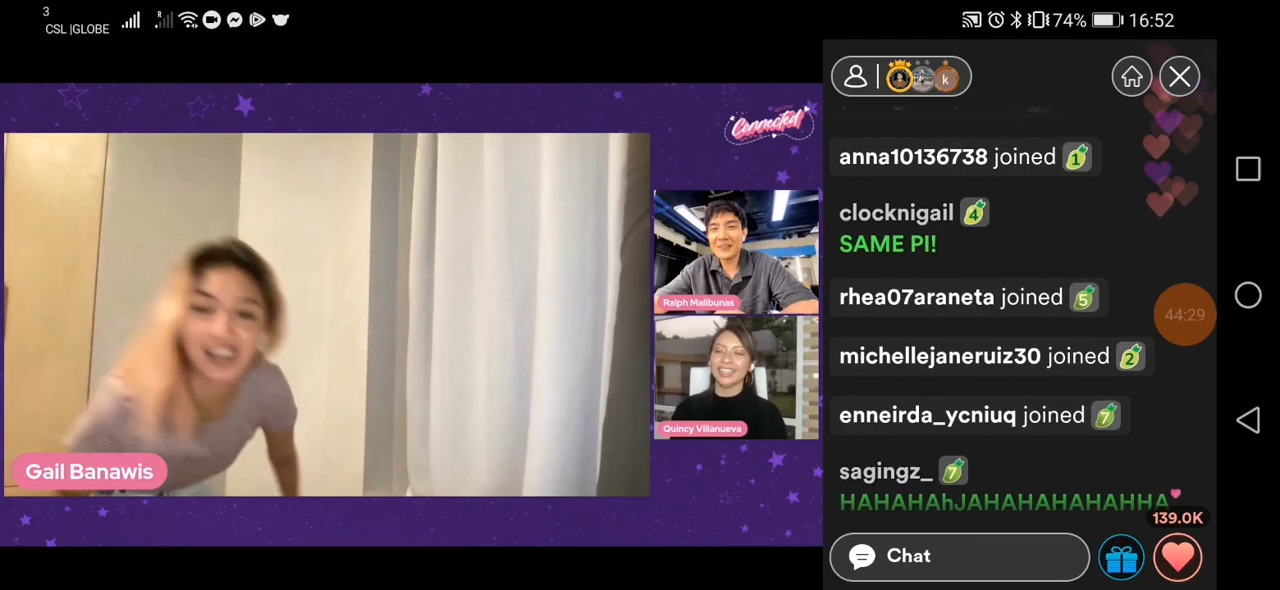 3
CSL |GLOBE
R
74% 16:52
Connected
Gail Banawis
Ralph Malibunas
Quincy Villanueva
k
anna10136738 joined 1
clocknigail 4
SAME PI!
rhea07araneta joined 5
44:29
michellejaneruiz30 joined 2
enneirda_ycniuq joined 7
sagingz_ 7
HAHAHAhJAHAHAHAHAHHA
139.0K
Chat